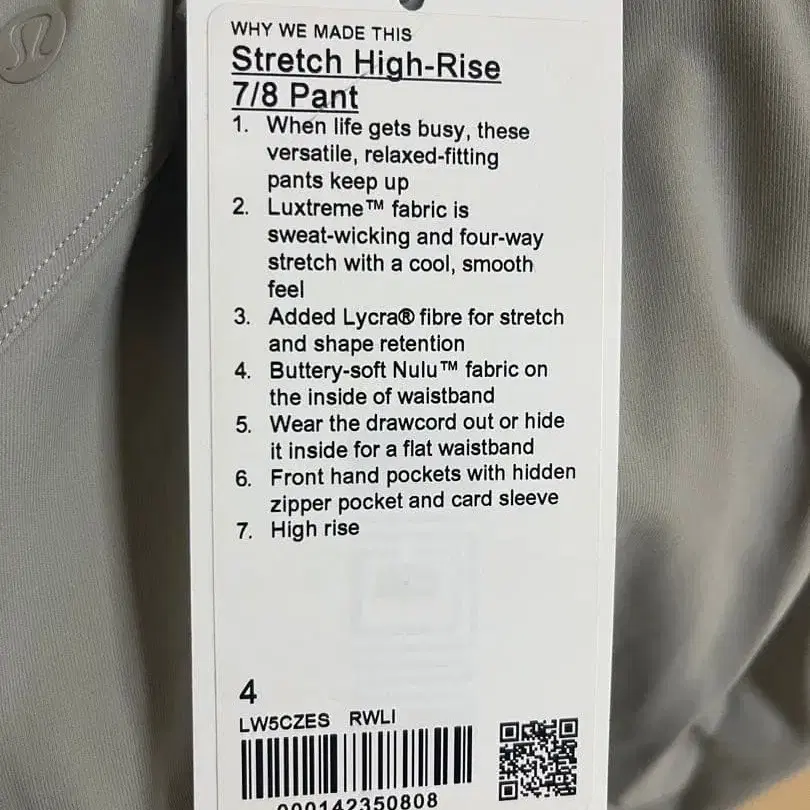 WHY WE MADE THIS
Stretch High-Rise
7/8 Pant
1. When life gets busy, these
versatile, relaxed-fitting
pants keep up
2. Luxtreme™ fabric is
sweat-wicking and four-way
stretch with a cool, smooth
feel
3. Added Lycra® fibre for stretch
and shape retention
4. Buttery-soft Nulu™ fabric on
the inside of waistband
5. Wear the drawcord out or hide
it inside for a flat waistband
6. Front hand pockets with hidden
zipper pocket and card sleeve
7. High rise
4
LW5CZES RWLI
000142350808